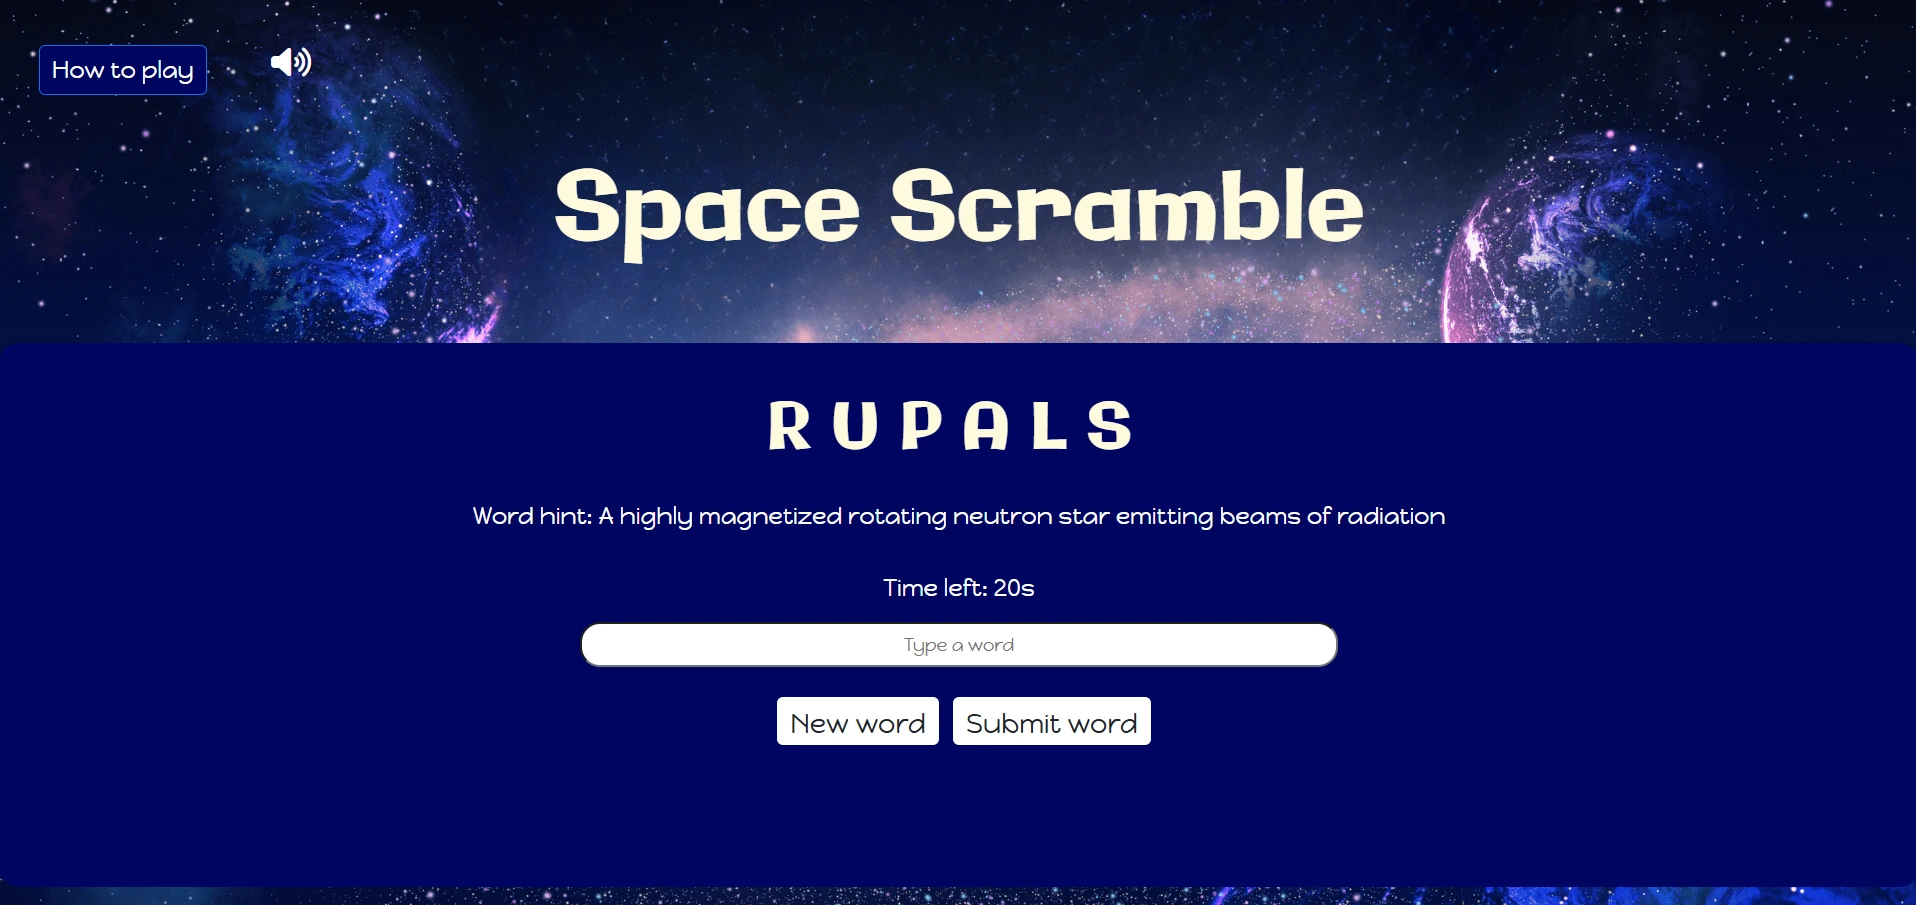 How to play
Space Scramble
R U P A L S
Word hint: A highly magnetized rotating neutron star emitting beams of radiation
Time left: 20s
Type a word
New word Submit word